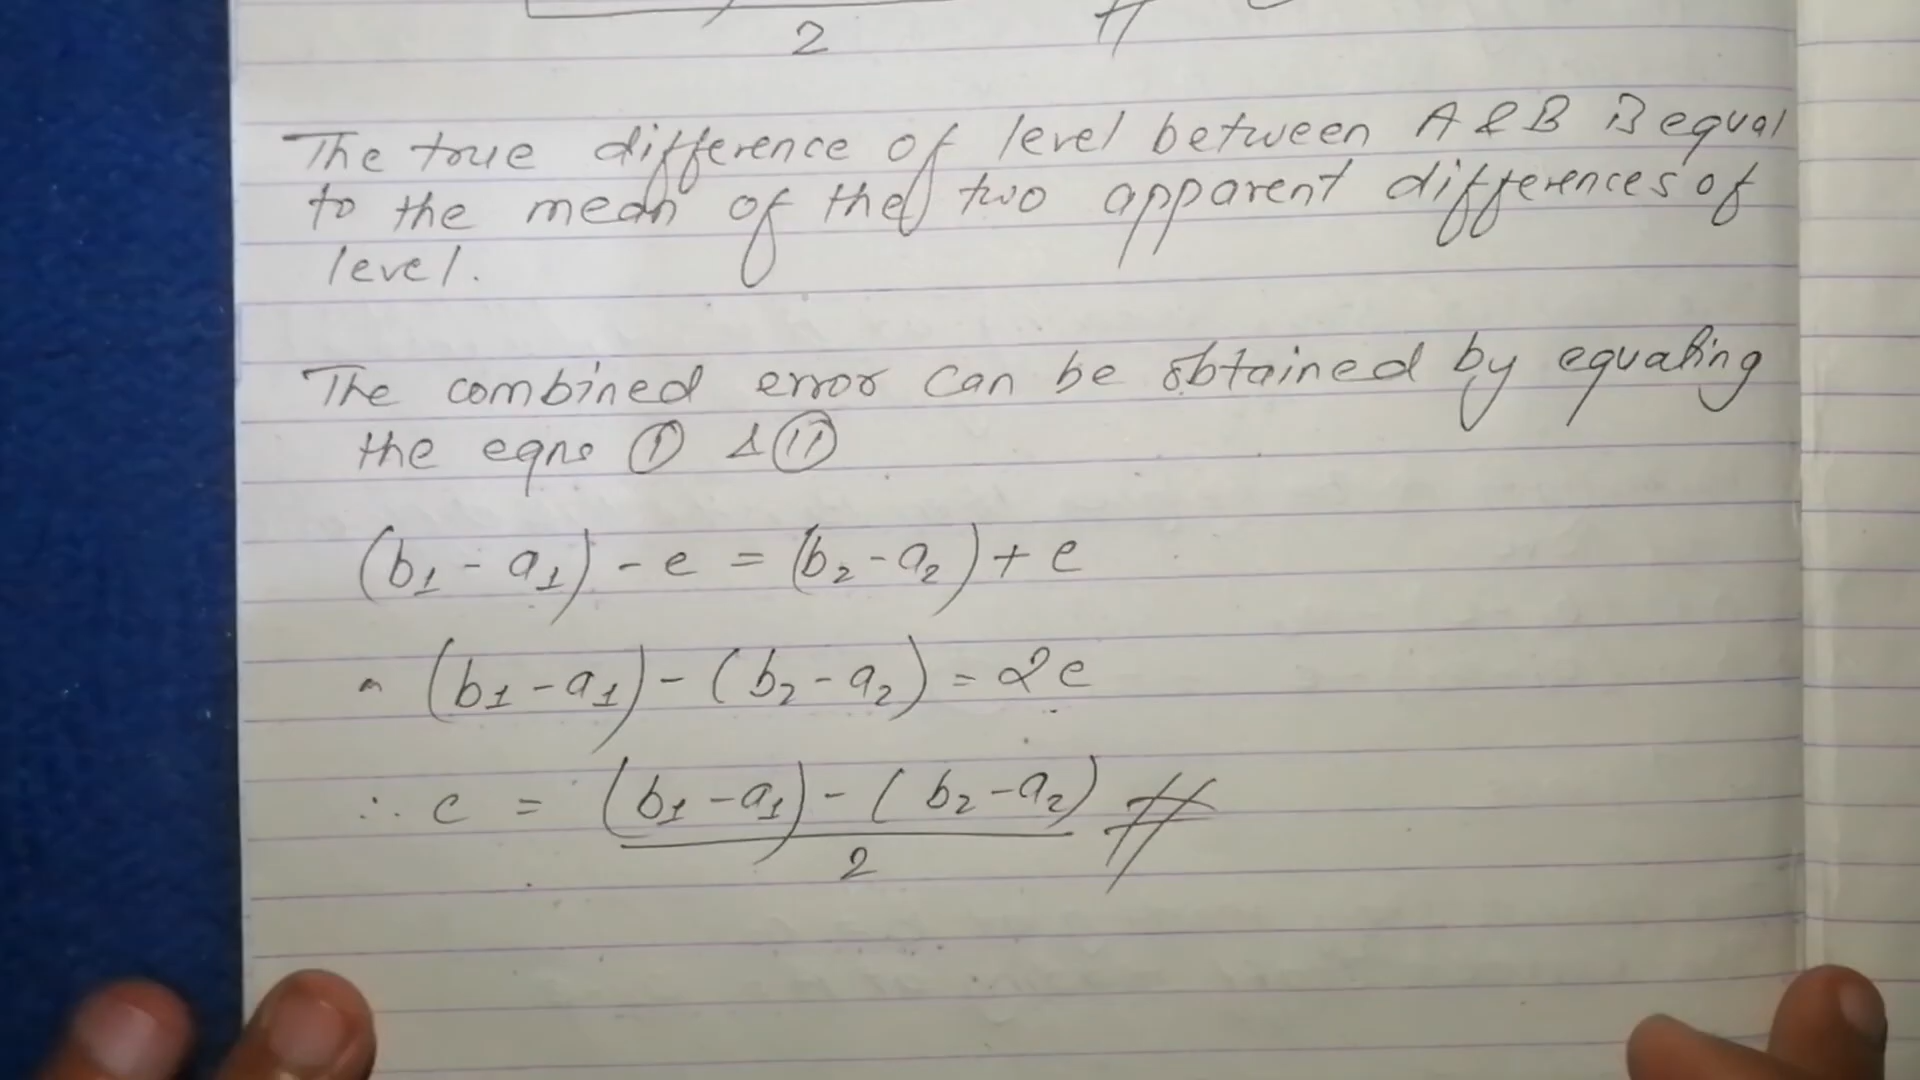 2 #
The true difference of level between A & B is equal
to the mean of the two apparent differences of
level.
The combined error can be obtained by equating
the eqns (I) & (II)
(b₁ - a₁) - e = (b₂ - a₂) + e
(b₁ - a₁) - (b₂ - a₂) = 2e
∴ e = (b₁ - a₁) - (b₂ - a₂) #
2